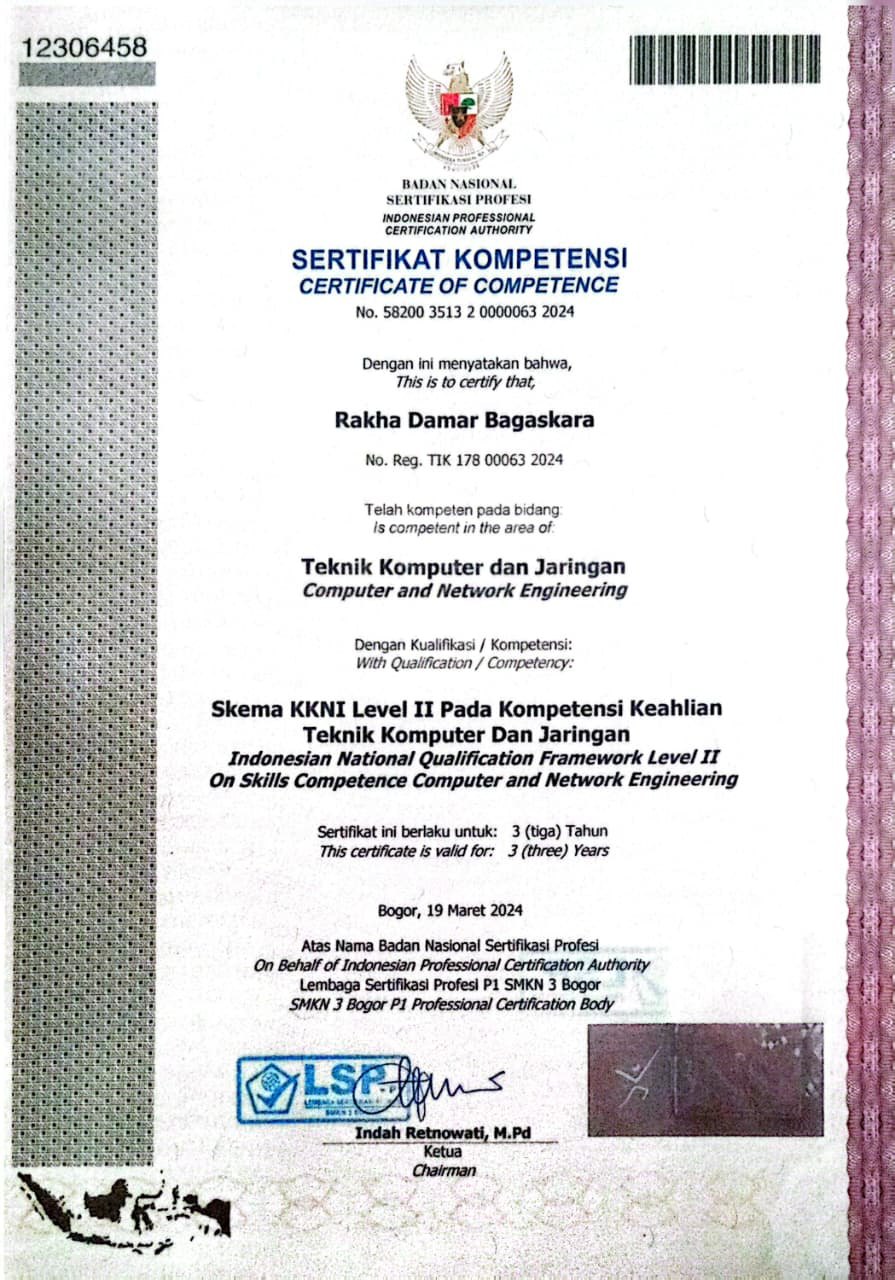 12306458
BADAN NASIONAL
SERTIFIKASI PROFESI
INDONESIAN PROFESSIONAL
CERTIFICATION AUTHORITY
SERTIFIKAT KOMPETENSI
CERTIFICATE OF COMPETENCE
No. 58200 3513 2 0000063 2024
Dengan ini menyatakan bahwa,
This is to certify that,
Rakha Damar Bagaskara
No. Reg. TIK 178 00063 2024
Telah kompeten pada bidang:
Is competent in the area of:
Teknik Komputer dan Jaringan
Computer and Network Engineering
Dengan Kualifikasi / Kompetensi:
With Qualification / Competency:
Skema KKNI Level II Pada Kompetensi Keahlian
Teknik Komputer Dan Jaringan
Indonesian National Qualification Framework Level II
On Skills Competence Computer and Network Engineering
Sertifikat ini berlaku untuk: 3 (tiga) Tahun
This certificate is valid for: 3 (three) Years
Bogor, 19 Maret 2024
Atas Nama Badan Nasional Sertifikasi Profesi
On Behalf of Indonesian Professional Certification Authority
Lembaga Sertifikasi Profesi P1 SMKN 3 Bogor
SMKN 3 Bogor P1 Professional Certification Body
LSP
Indah Retnowati, M.Pd
Ketua
Chairman